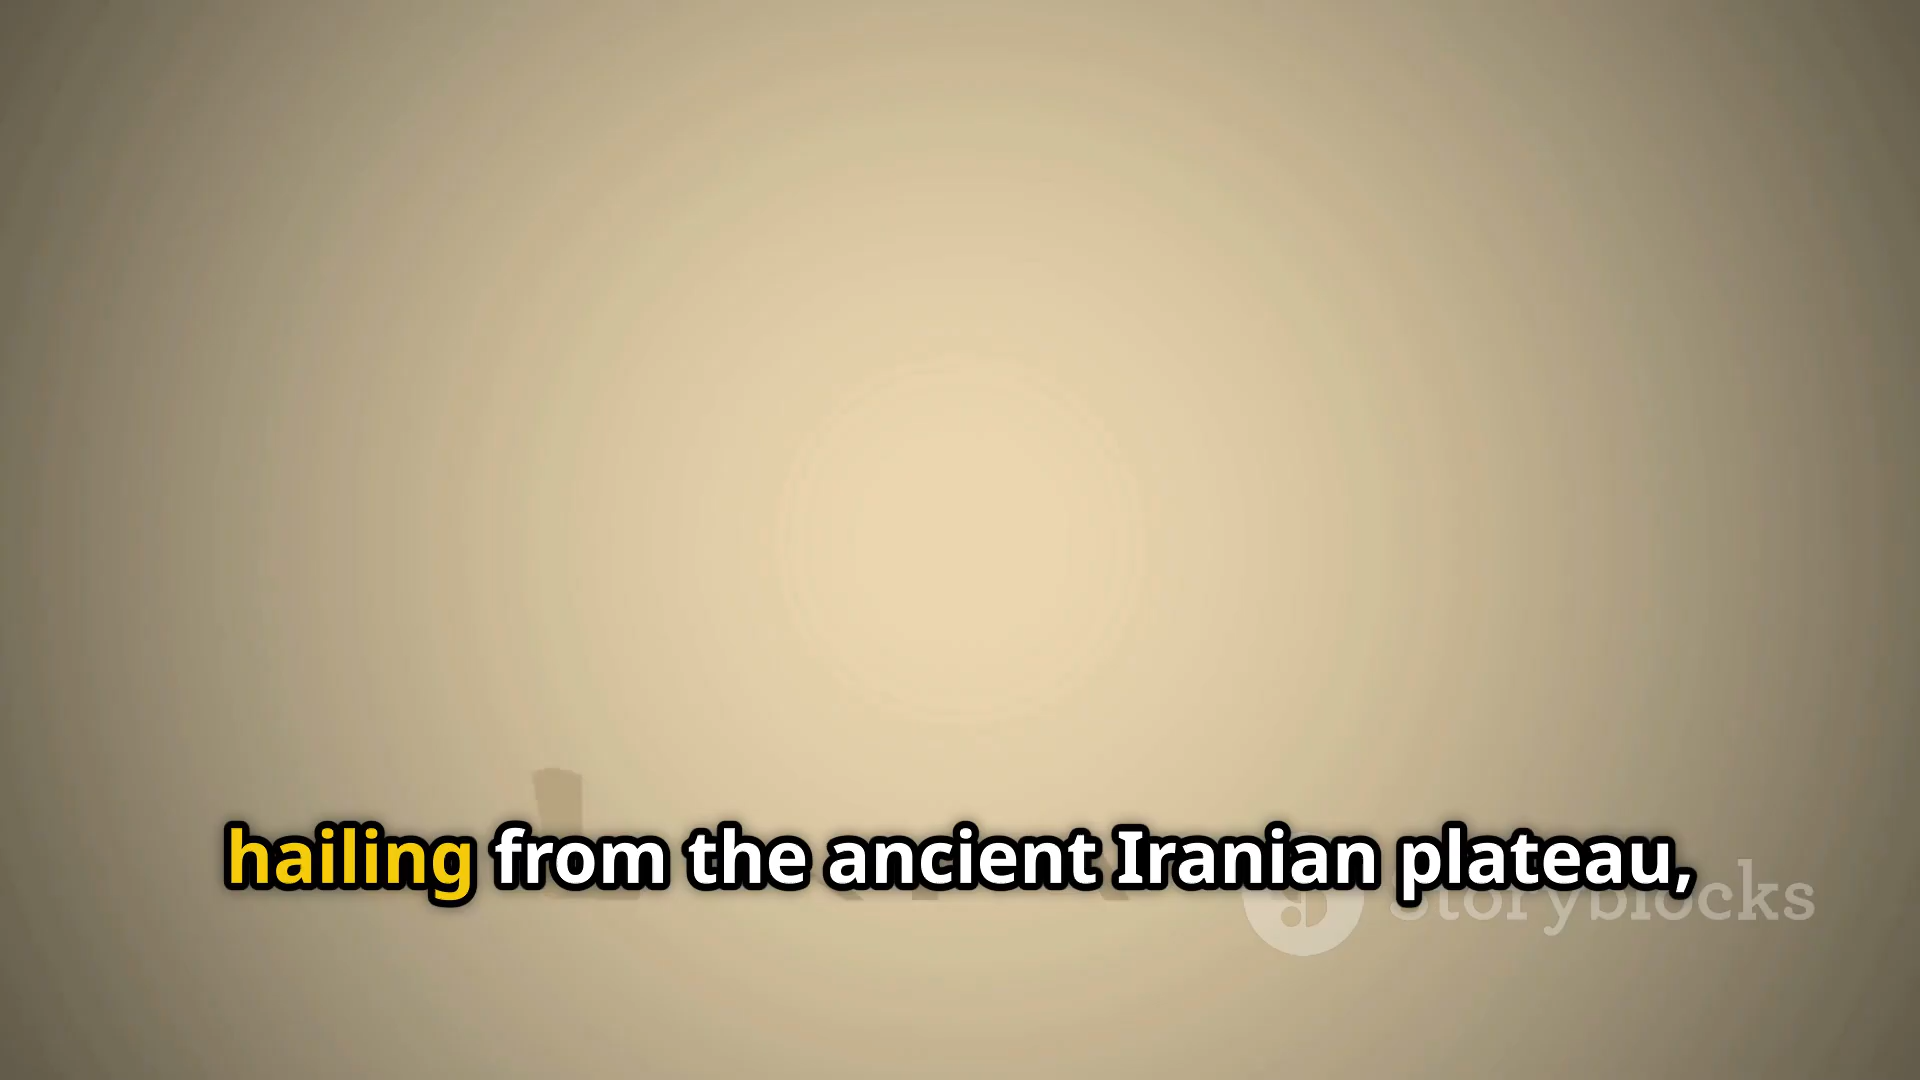 hailing from the ancient Iranian plateau,
storyblocks